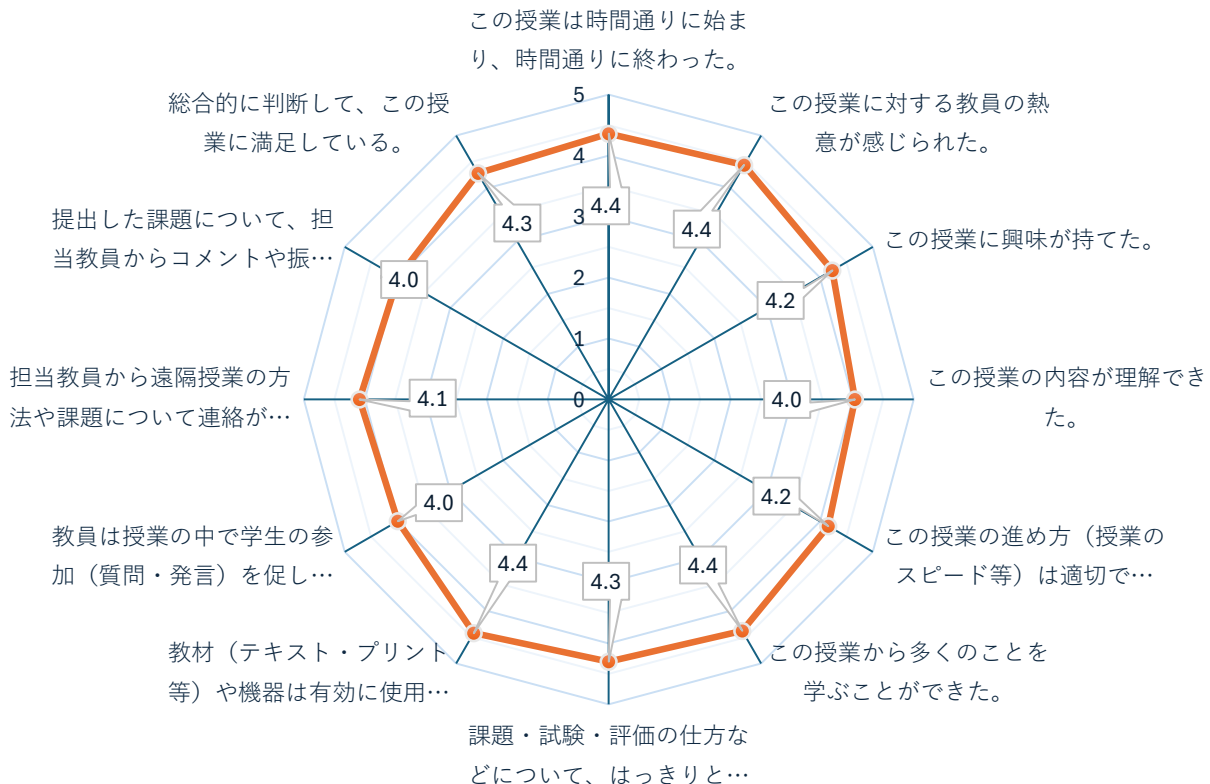 この授業は時間通りに始ま
り、時間通りに終わった。
この授業に対する教員の熱
意が感じられた。
この授業に興味が持てた。
この授業の内容が理解でき
た。
この授業の進め方（授業の
スピード等）は適切で…
この授業から多くのことを
学ぶことができた。
課題・試験・評価の仕方な
どについて、はっきりと…
教材（テキスト・プリント
等）や機器は有効に使用…
教員は授業の中で学生の参
加（質問・発言）を促し…
担当教員から遠隔授業の方
法や課題について連絡が…
提出した課題について、担
当教員からコメントや振…
総合的に判断して、この授
業に満足している。
5
4
3
2
1
0
4.4
4.4
4.2
4.0
4.2
4.4
4.3
4.4
4.0
4.1
4.0
4.3